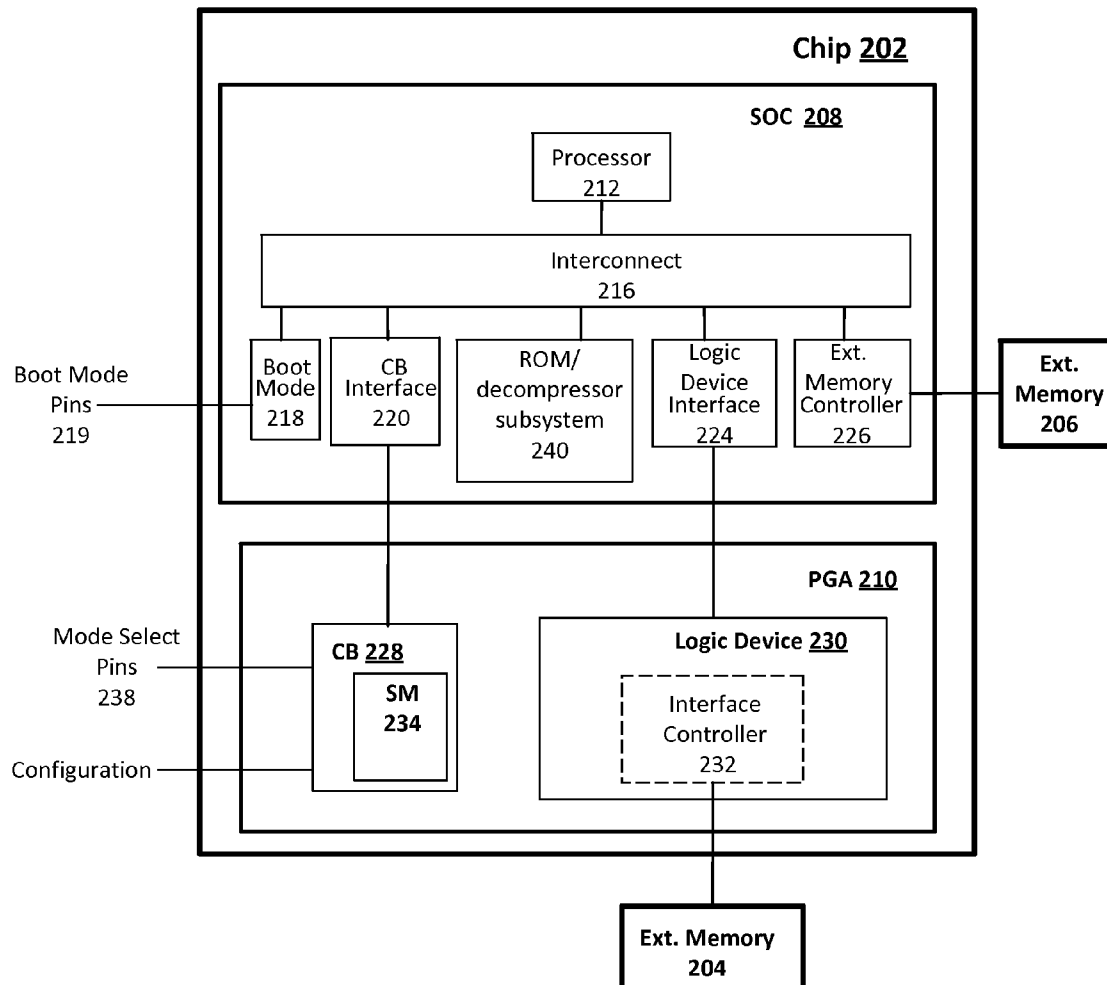 Chip 202
SOC 208
Processor
212
Interconnect
216
Boot
Mode
218
CB
Interface
220
ROM/
decompressor
subsystem
240
Logic
Device
Interface
224
Ext.
Memory
Controller
226
Boot Mode
Pins
219
Ext.
Memory
206
PGA 210
Mode Select
Pins
238
CB 228
SM
234
Logic Device 230
Interface
Controller
232
Configuration
Ext. Memory
204